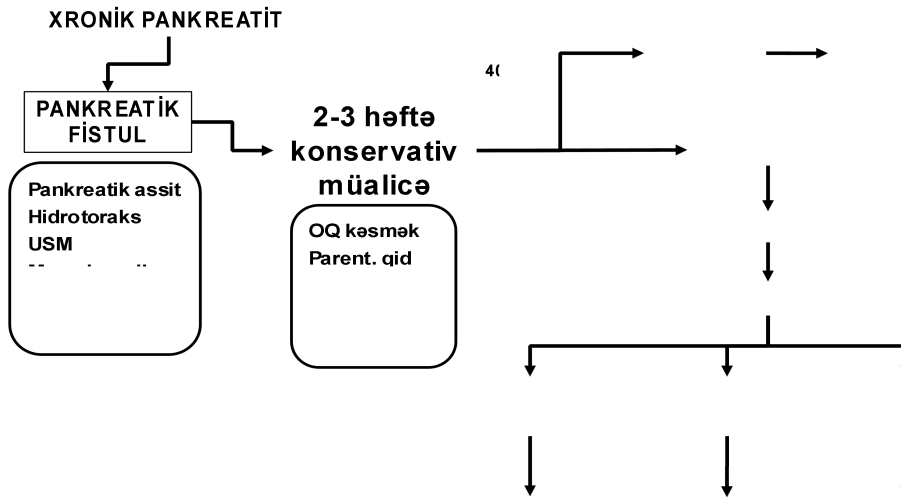 XRONİK PANKREATİT
PANKREATİK
FİSTUL
Pankreatik assit
Hidrotoraks
USM
2-3 həftə
konservativ
müalicə
OQ kəsmək
Parent. qid